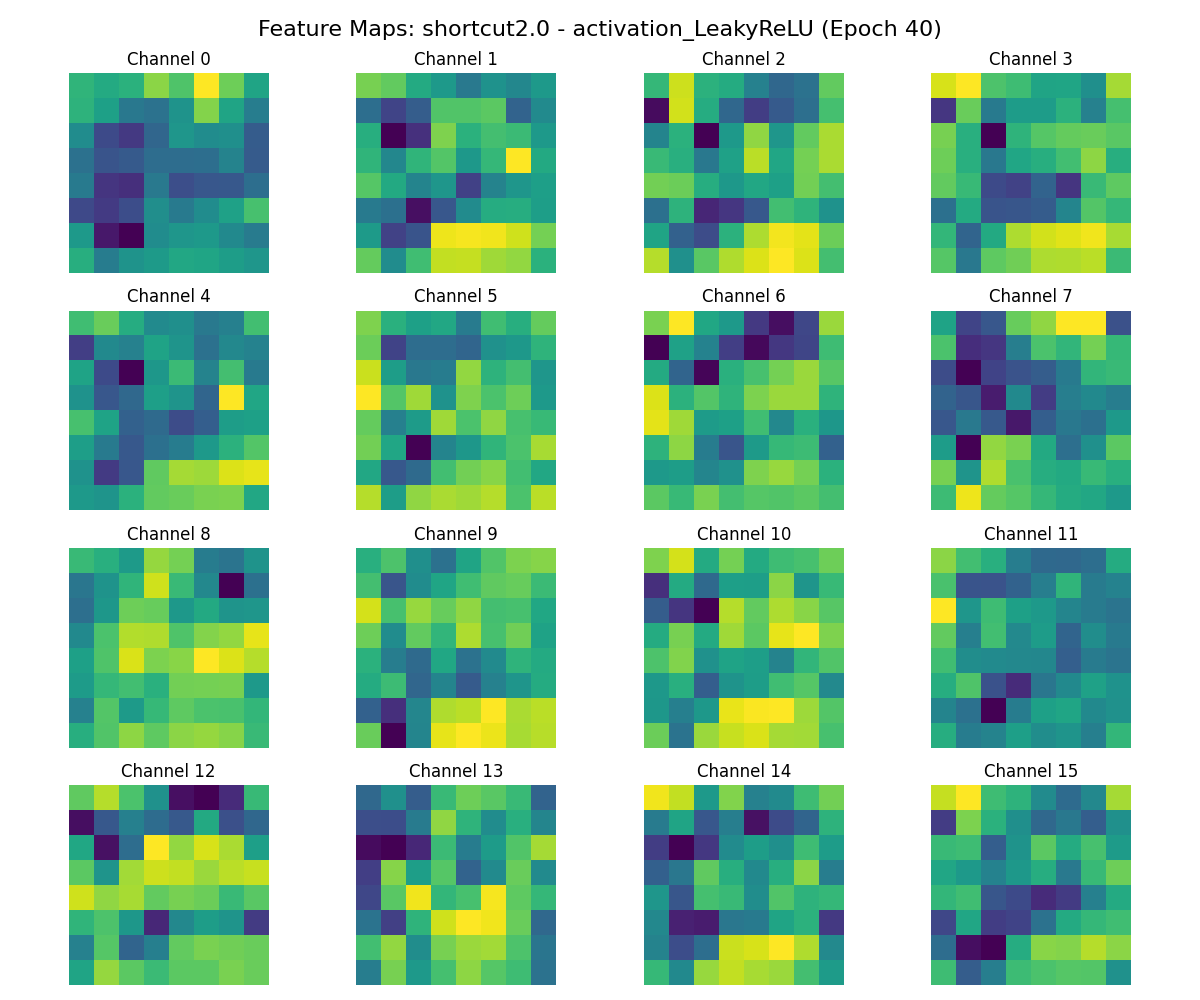 Feature Maps: shortcut2.0 - activation_LeakyReLU (Epoch 40)
Channel 0
Channel 1
Channel 2
Channel 3
Channel 4
Channel 5
Channel 6
Channel 7
Channel 8
Channel 9
Channel 10
Channel 11
Channel 12
Channel 13
Channel 14
Channel 15